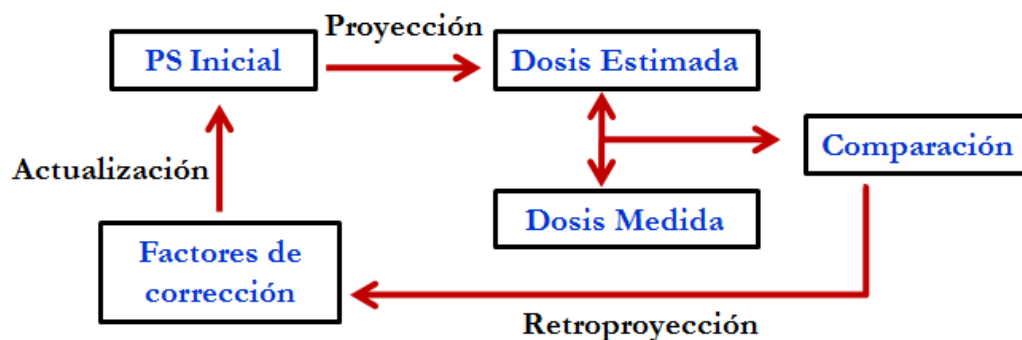 Proyección
PS Inicial
Dosis Estimada
Actualización
Comparación
Dosis Medida
Factores de
corrección
Retroproyección